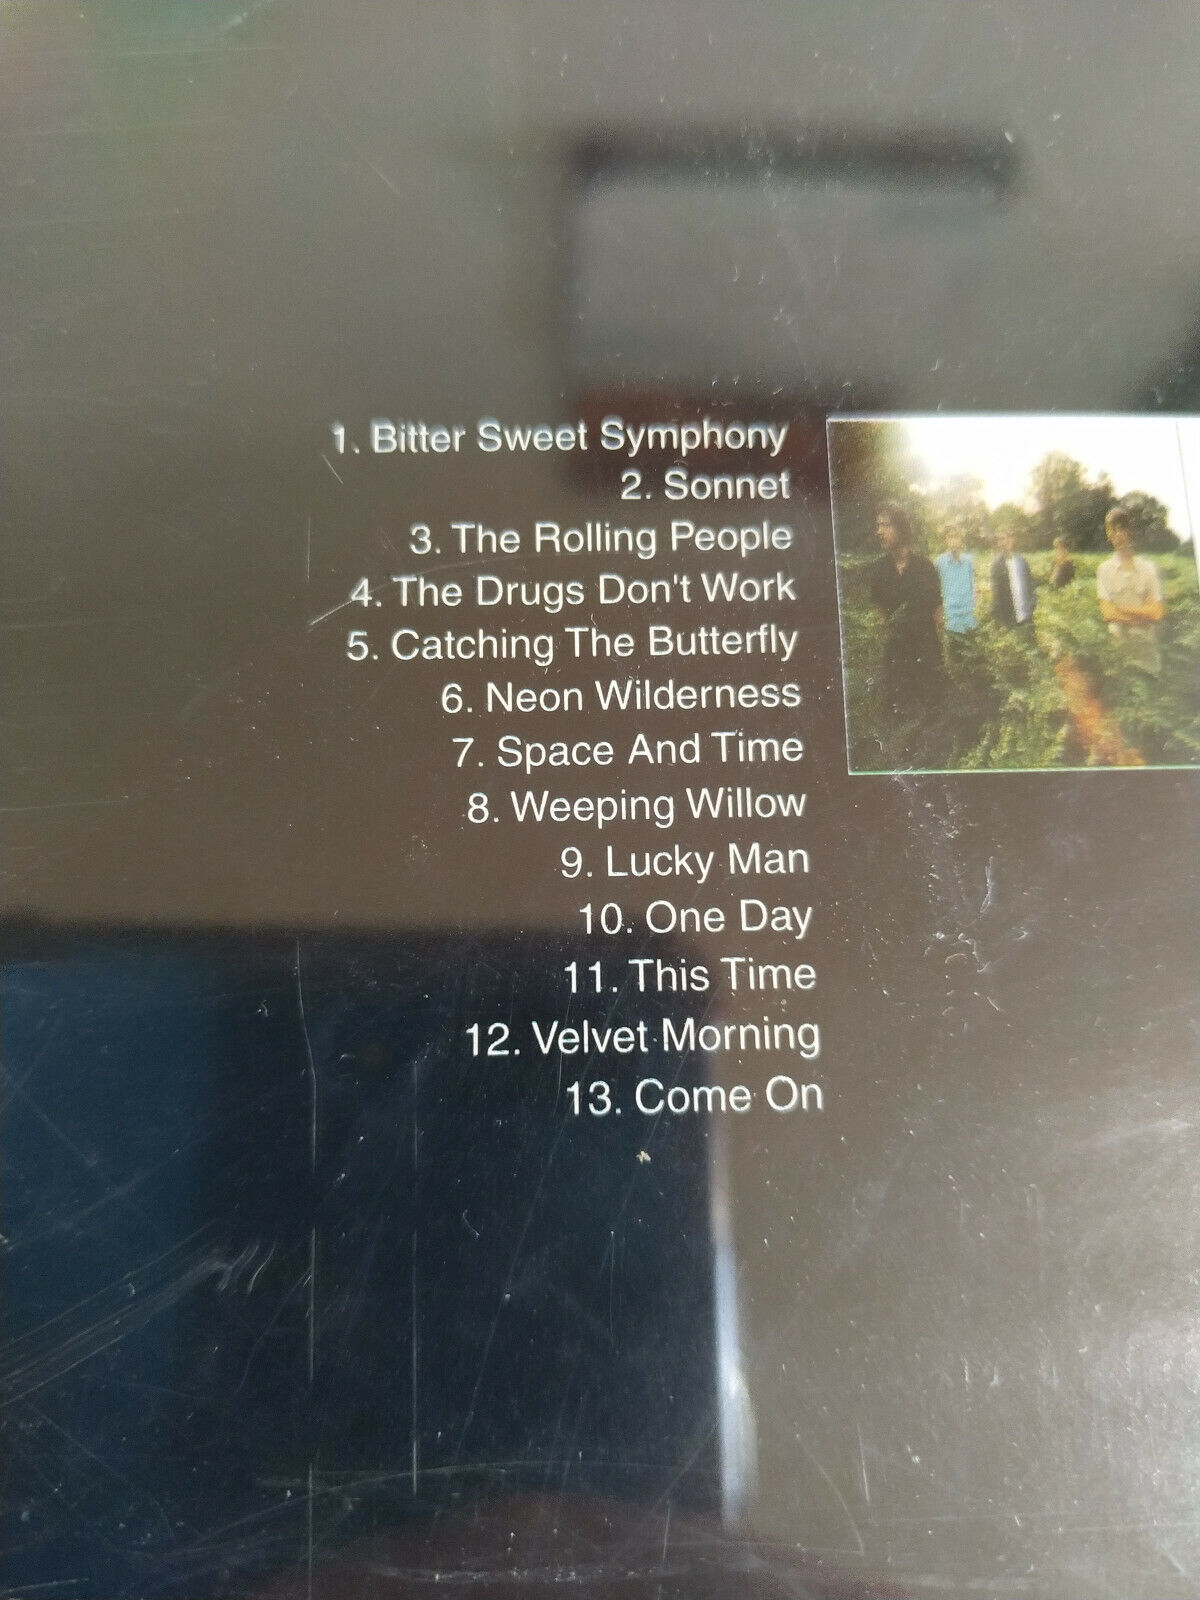 1. Bitter Sweet Symphony
2. Sonnet
3. The Rolling People
4. The Drugs Don't Work
5. Catching The Butterfly
6. Neon Wilderness
7. Space And Time
8. Weeping Willow
9. Lucky Man
10. One Day
11. This Time
12. Velvet Morning
13. Come On